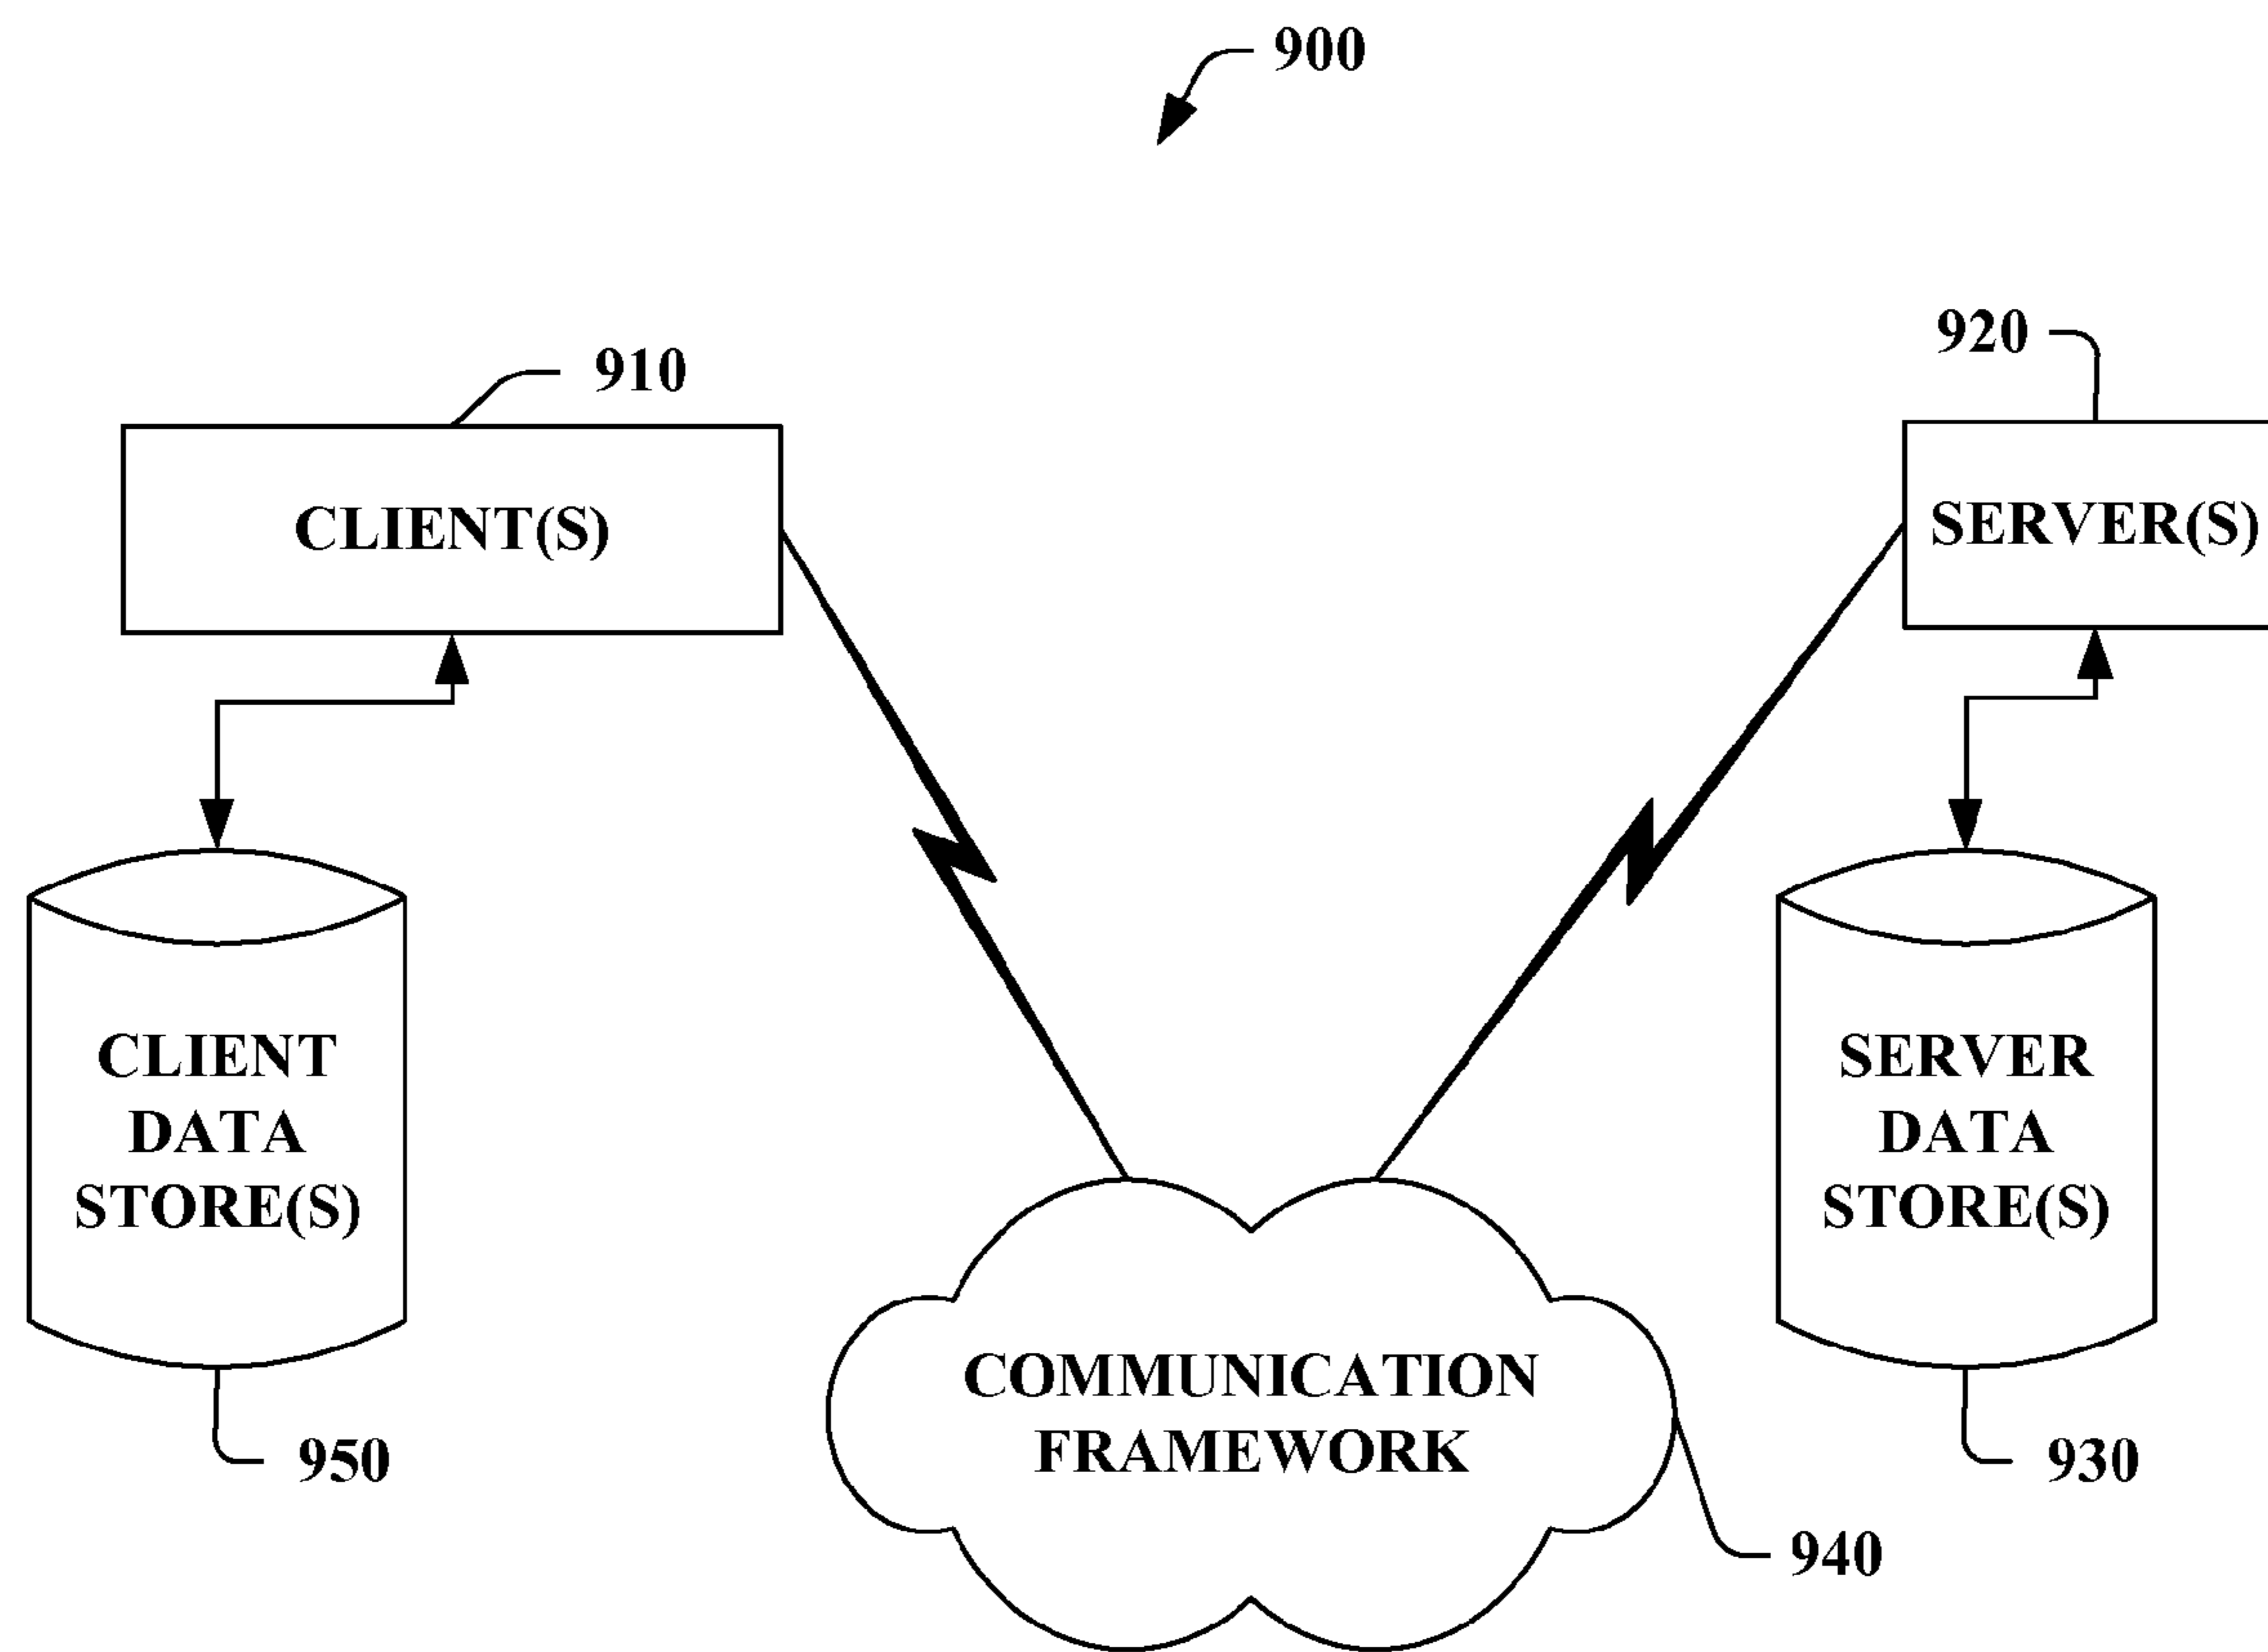 900
910
920
CLIENT(S)
SERVER(S)
CLIENT
DATA
STORE(S)
SERVER
DATA
STORE(S)
COMMUNICATION
FRAMEWORK
950
930
940